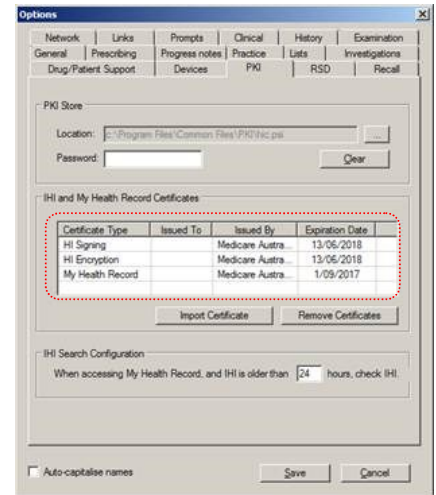 Options
Network Links Prompts Clinical History Examination
General Prescribing Progress notes Practice Lists Investigations
Drug/Patient Support Devices PKI RSD Recall
PKI Store
Location: c:\Program Files\Common Files\PKI\hic.psi ...
Password: Clear
IHI and My Health Record Certificates
Certificate Type Issued To Issued By Expiration Date
HI Signing Medicare Austra... 13/06/2018
HI Encryption Medicare Austra... 13/06/2018
My Health Record Medicare Austra... 1/09/2017
Import Certificate Remove Certificates
IHI Search Configuration
When accessing My Health Record, and IHI is older than 24 hours, check IHI.
Auto-capitalise names Save Cancel